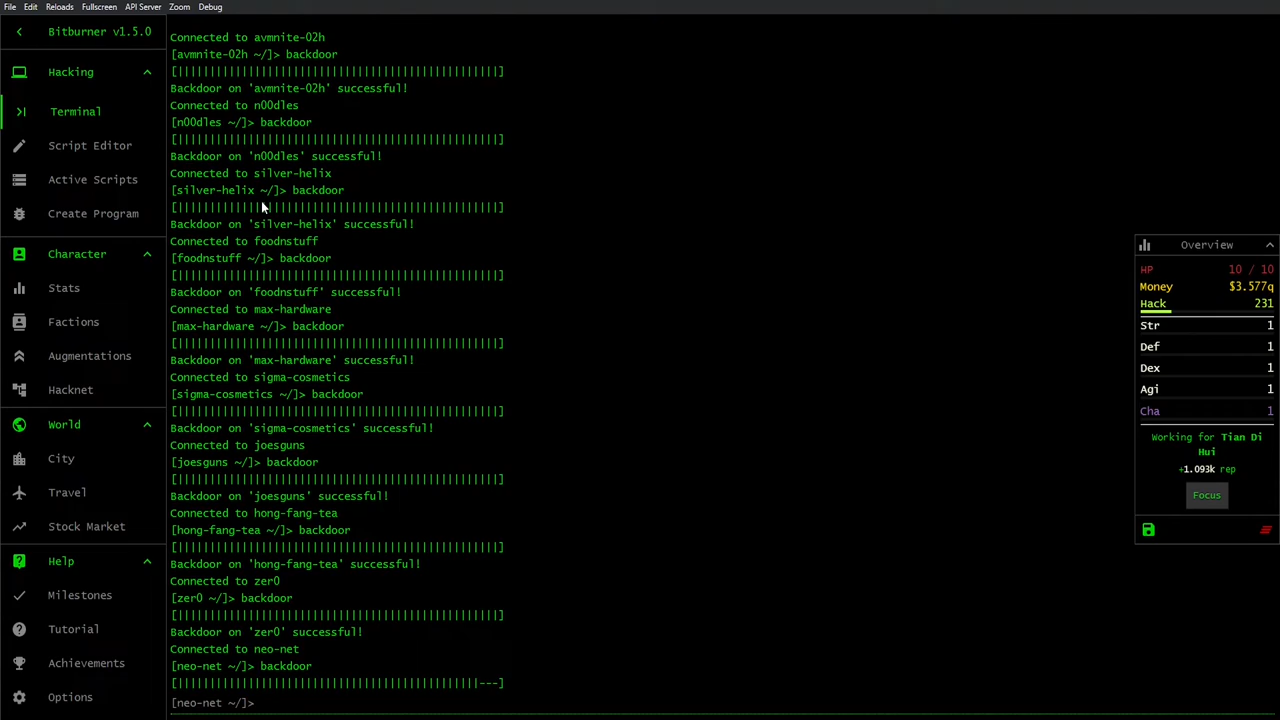 File Edit Reloads Fullscreen API Server Zoom Debug
Bitburner v1.5.0
Hacking
Terminal
Script Editor
Active Scripts
Create Program
Character
Stats
Factions
Augmentations
Hacknet
World
City
Travel
Stock Market
Help
Milestones
Tutorial
Achievements
Options
Connected to avmnite-02h
[avmnite-02h ~/]> backdoor
[||||||||||||||||||||||||||||||||||||||||||||||||||]
Backdoor on 'avmnite-02h' successful!
Connected to n00dles
[n00dles ~/]> backdoor
[||||||||||||||||||||||||||||||||||||||||||||||||||]
Backdoor on 'n00dles' successful!
Connected to silver-helix
[silver-helix ~/]> backdoor
[||||||||||||||||||||||||||||||||||||||||||||||||||]
Backdoor on 'silver-helix' successful!
Connected to foodnstuff
[foodnstuff ~/]> backdoor
[||||||||||||||||||||||||||||||||||||||||||||||||||]
Backdoor on 'foodnstuff' successful!
Connected to max-hardware
[max-hardware ~/]> backdoor
[||||||||||||||||||||||||||||||||||||||||||||||||||]
Backdoor on 'max-hardware' successful!
Connected to sigma-cosmetics
[sigma-cosmetics ~/]> backdoor
[||||||||||||||||||||||||||||||||||||||||||||||||||]
Backdoor on 'sigma-cosmetics' successful!
Connected to joesguns
[joesguns ~/]> backdoor
[||||||||||||||||||||||||||||||||||||||||||||||||||]
Backdoor on 'joesguns' successful!
Connected to hong-fang-tea
[hong-fang-tea ~/]> backdoor
[||||||||||||||||||||||||||||||||||||||||||||||||||]
Backdoor on 'hong-fang-tea' successful!
Connected to zer0
[zer0 ~/]> backdoor
[||||||||||||||||||||||||||||||||||||||||||||||||||]
Backdoor on 'zer0' successful!
Connected to neo-net
[neo-net ~/]> backdoor
[|||||||||||||||||||||||||||||||||||||||||||||||---]
[neo-net ~/]>
Overview
HP 10 / 10
Money $3.577q
Hack 231
Str 1
Def 1
Dex 1
Agi 1
Cha 1
Working for Tian Di
Hui
+1.093k rep
Focus